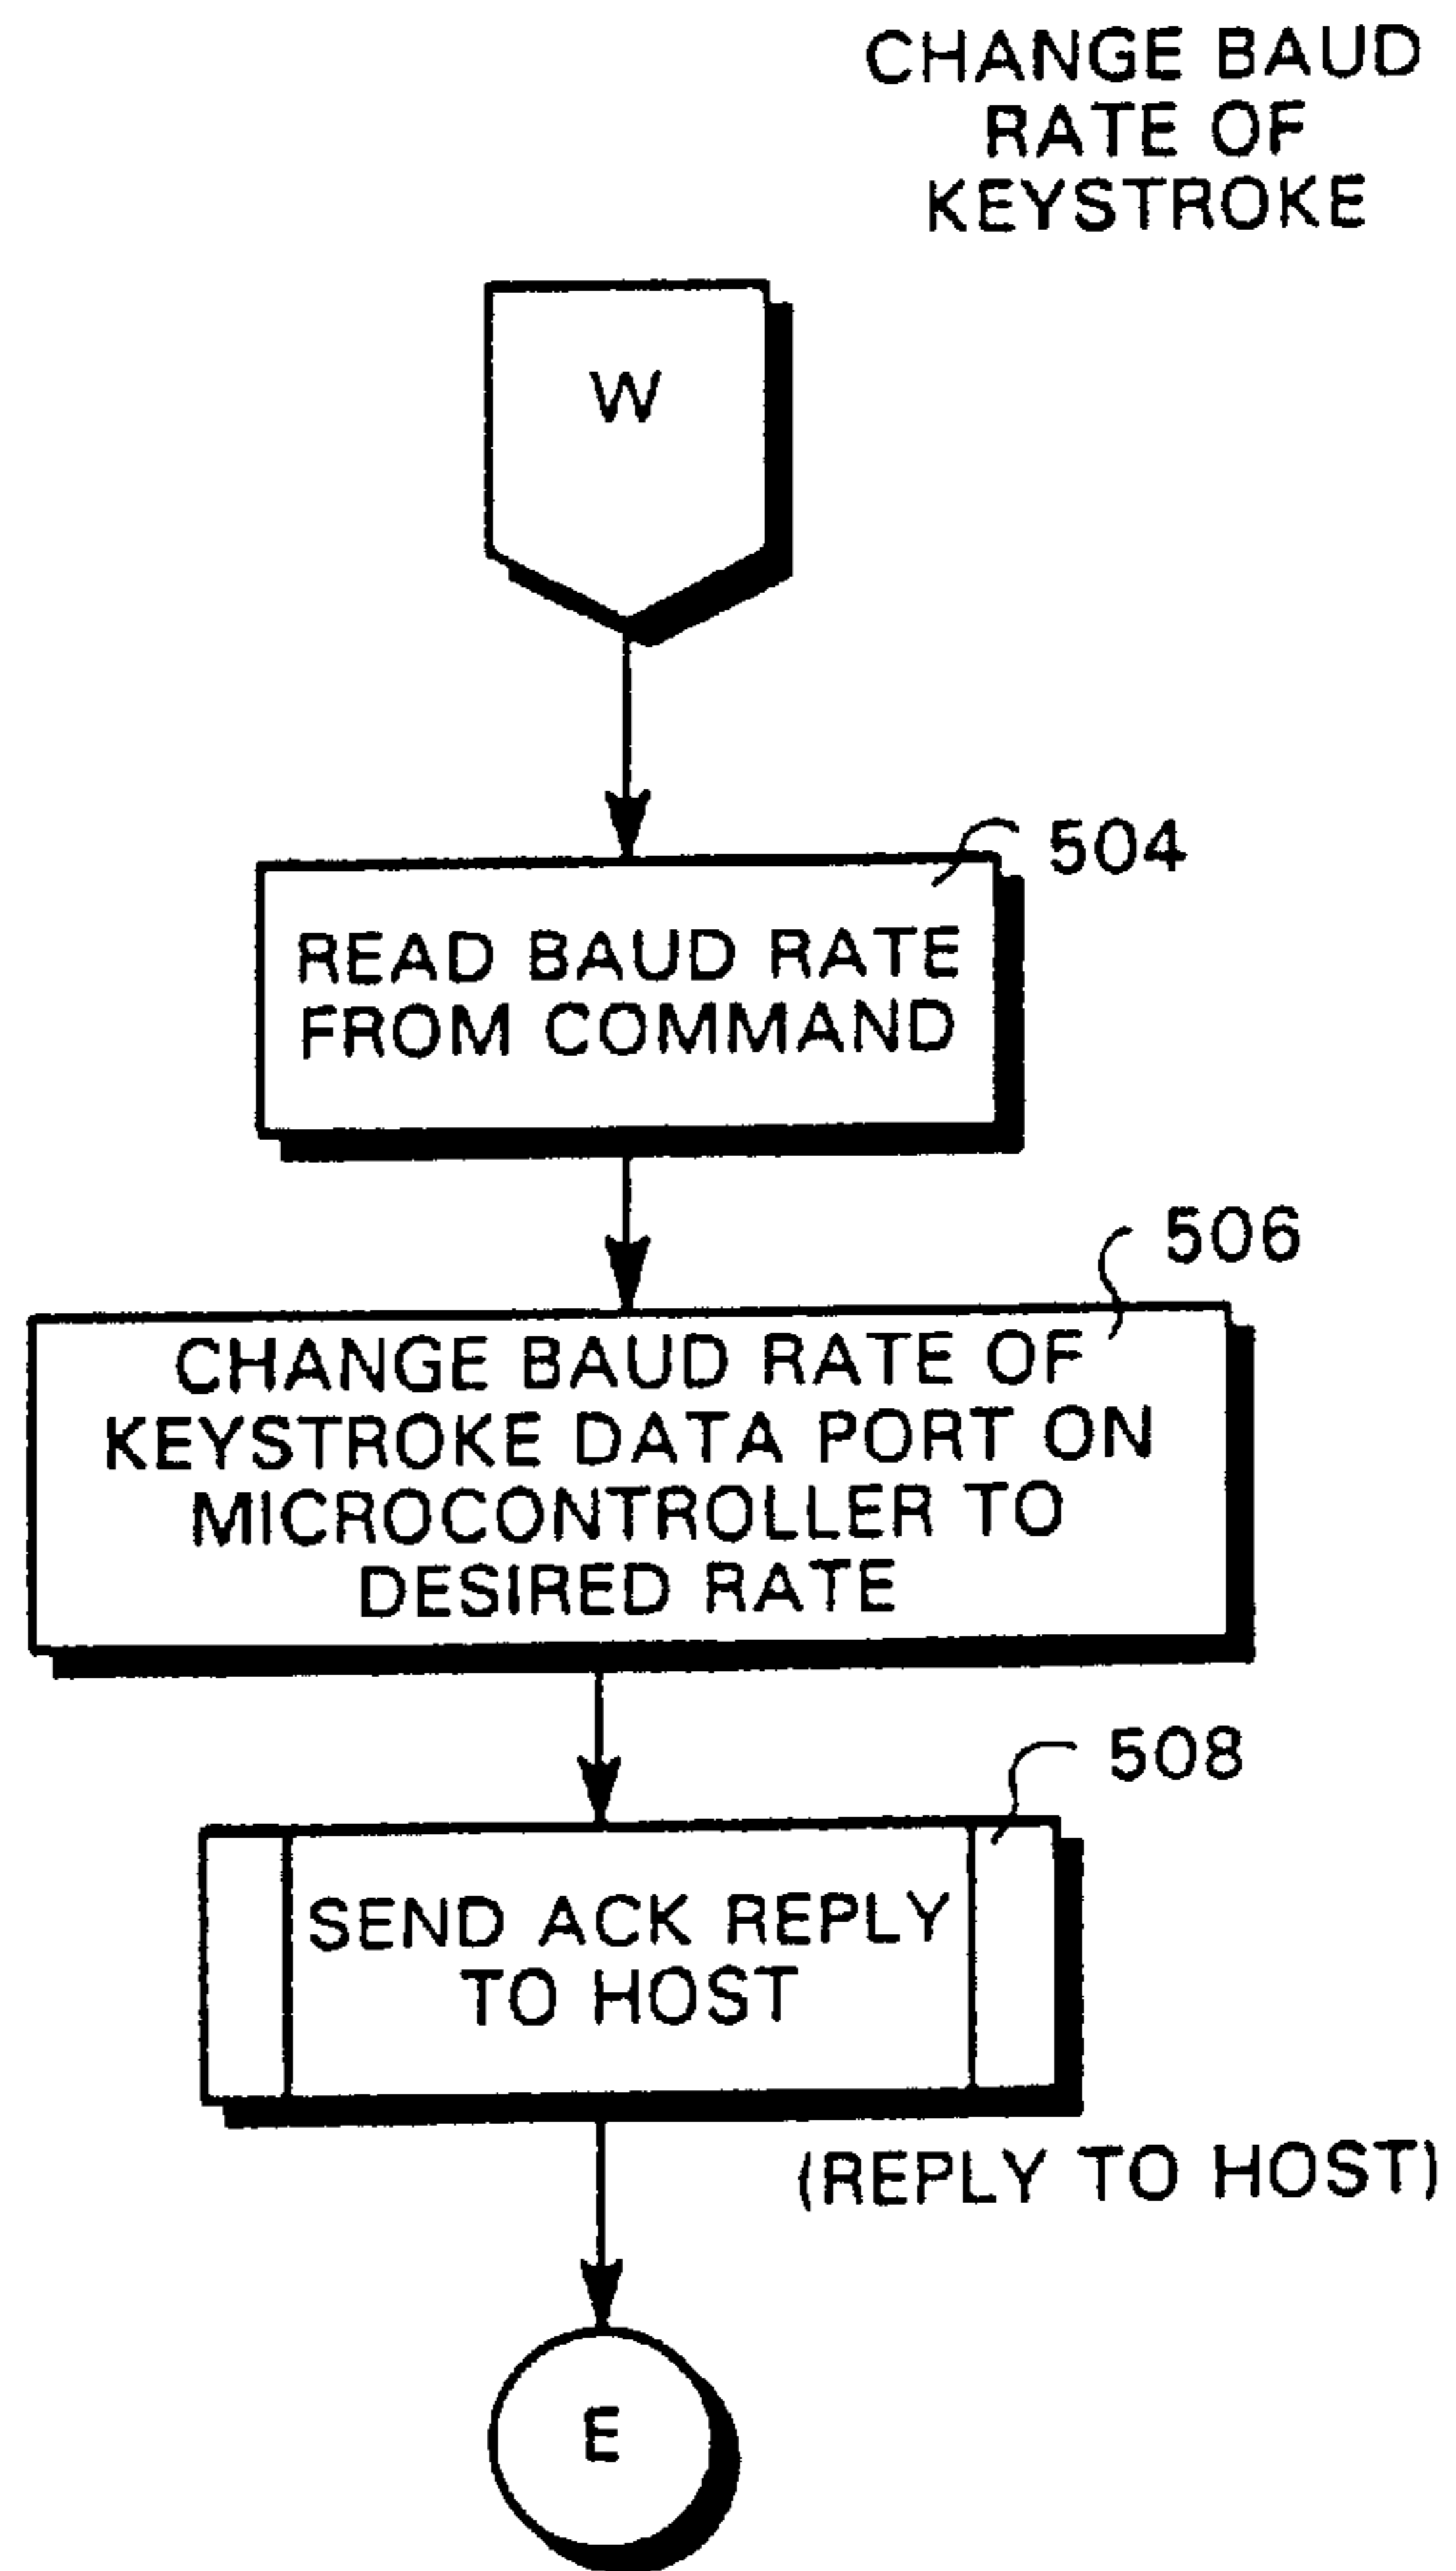 CHANGE BAUD
RATE OF
KEYSTROKE
W
504
READ BAUD RATE
FROM COMMAND
506
CHANGE BAUD RATE OF
KEYSTROKE DATA PORT ON
MICROCONTROLLER TO
DESIRED RATE
508
SEND ACK REPLY
TO HOST
(REPLY TO HOST)
E